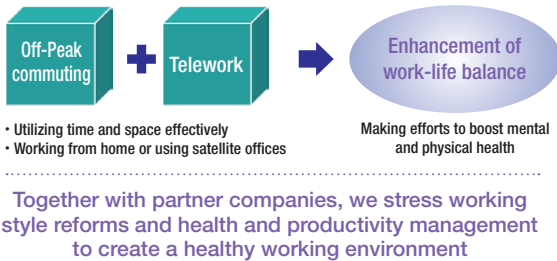 Off-Peak
commuting
Telework
Enhancement of
work-life balance
・Utilizing time and space effectively
・Working from home or using satellite offices
Making efforts to boost mental
and physical health
Together with partner companies, we stress working
style reforms and health and productivity management
to create a healthy working environment